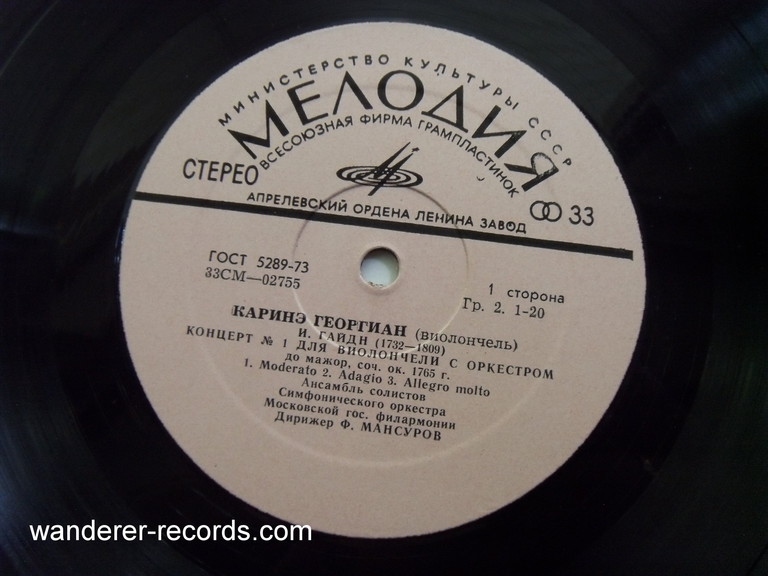 МИНИСТЕРСТВО КУЛЬТУРЫ СССР
МЕЛОДИЯ
ВСЕСОЮЗНАЯ ФИРМА ГРАМПЛАСТИНОК
СТЕРЕО
33
АПРЕЛЕВСКИЙ ОРДЕНА ЛЕНИНА ЗАВОД
ГОСТ 5289-73
33СМ—02755
1 сторона
Гр. 2. 1-20
КАРИНЭ ГЕОРГИАН (виолончель)
И. ГАЙДН (1732—1809)
КОНЦЕРТ № 1 ДЛЯ ВИОЛОНЧЕЛИ С ОРКЕСТРОМ
до мажор, соч. ок. 1765 г.
1. Moderato 2. Adagio 3. Allegro molto
Ансамбль солистов
Симфонического оркестра
Московской гос. филармонии
Дирижер Ф. МАНСУРОВ
wanderer-records.com